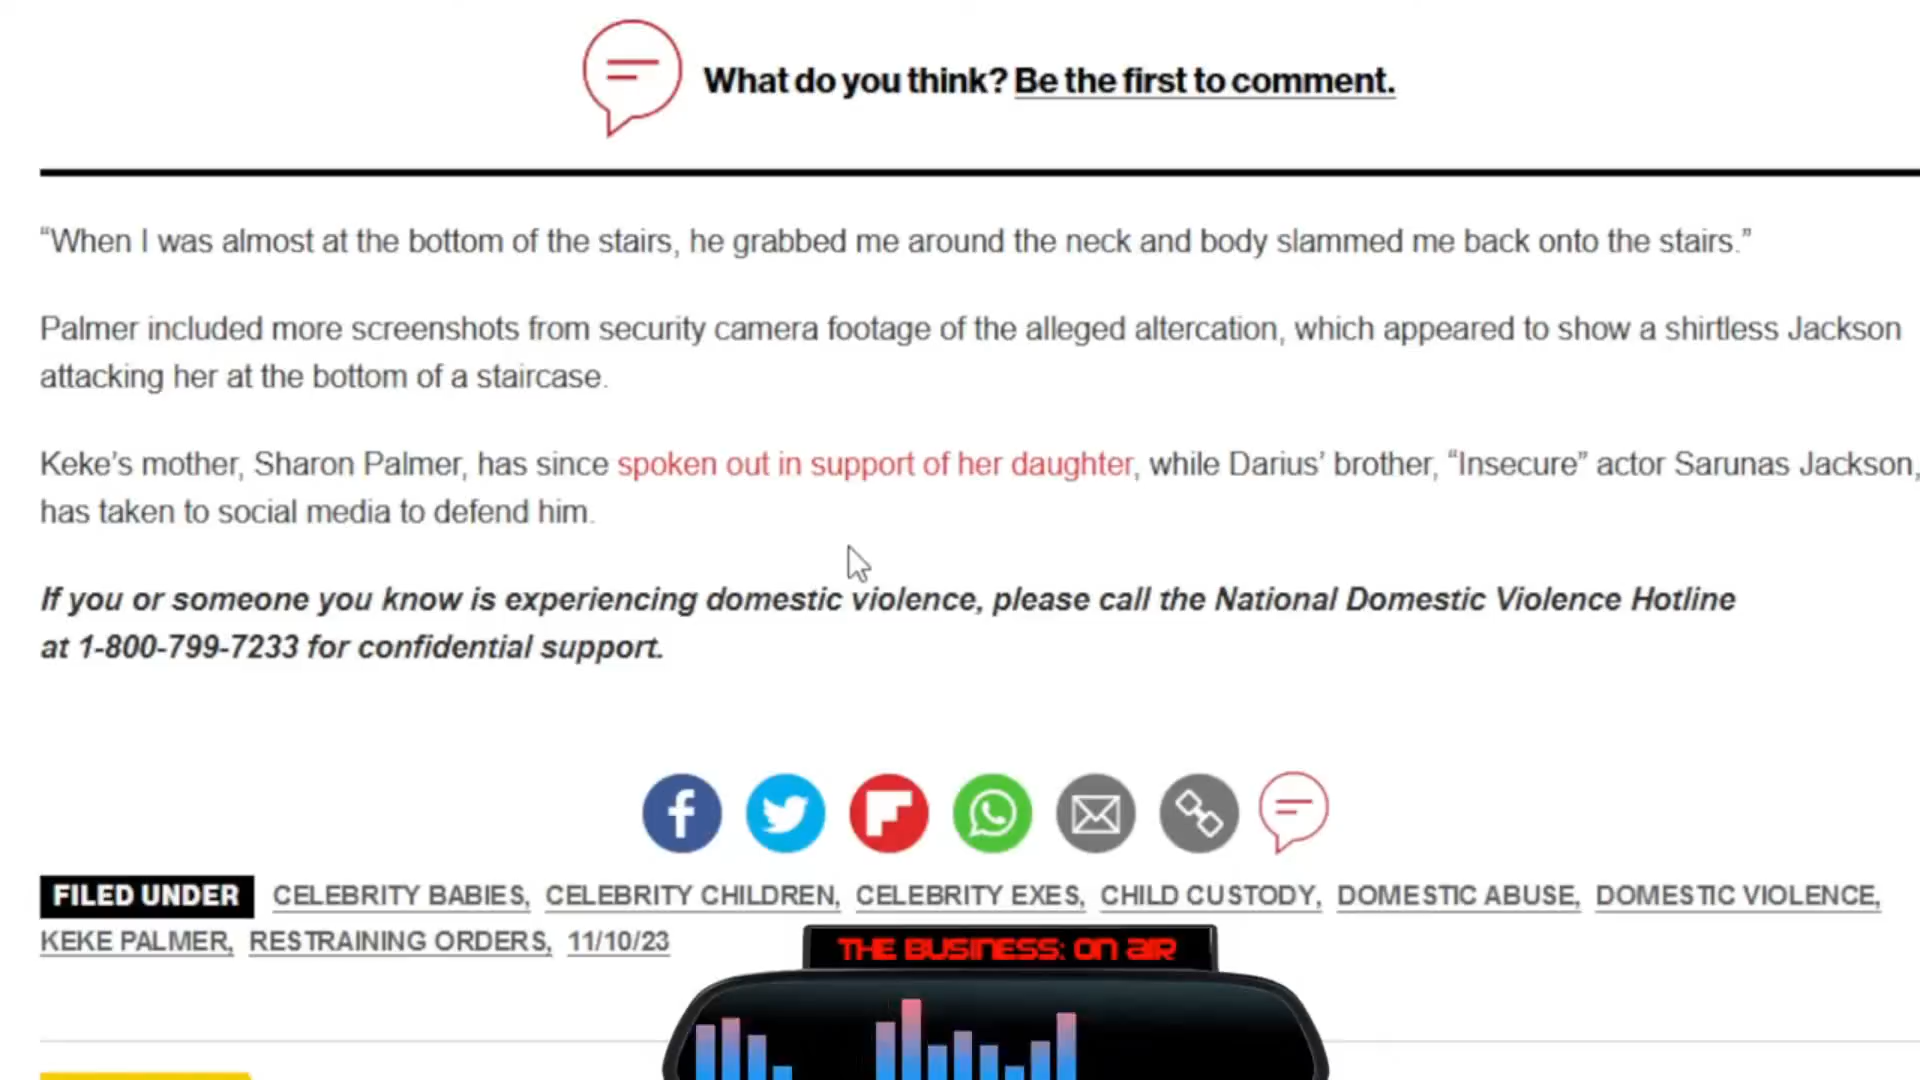 What do you think? Be the first to comment.
“When I was almost at the bottom of the stairs, he grabbed me around the neck and body slammed me back onto the stairs.”
Palmer included more screenshots from security camera footage of the alleged altercation, which appeared to show a shirtless Jackson
attacking her at the bottom of a staircase.
Keke’s mother, Sharon Palmer, has since spoken out in support of her daughter, while Darius’ brother, “Insecure” actor Sarunas Jackson,
has taken to social media to defend him.
If you or someone you know is experiencing domestic violence, please call the National Domestic Violence Hotline
at 1-800-799-7233 for confidential support.
FILED UNDER CELEBRITY BABIES, CELEBRITY CHILDREN, CELEBRITY EXES, CHILD CUSTODY, DOMESTIC ABUSE, DOMESTIC VIOLENCE,
KEKE PALMER, RESTRAINING ORDERS, 11/10/23
THE BUSINESS: ON AIR